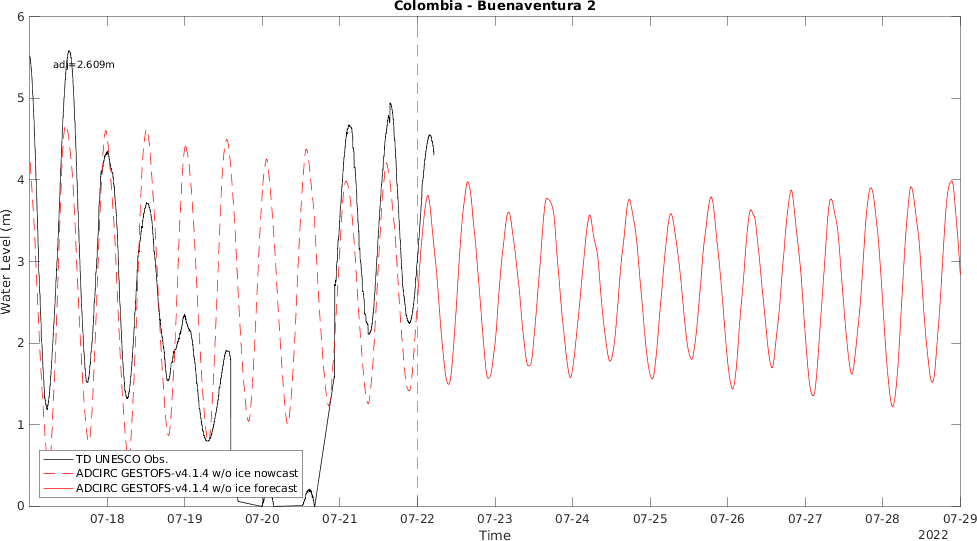 Colombia - Buenaventura 2
adj=2.609m
6
5
4
3
2
1
0
Water Level (m)
TD UNESCO Obs.
ADCIRC GESTOFS-v4.1.4 w/o ice nowcast
ADCIRC GESTOFS-v4.1.4 w/o ice forecast
07-18 07-19 07-20 07-21 07-22 07-23 07-24 07-25 07-26 07-27 07-28 07-29
Time
2022